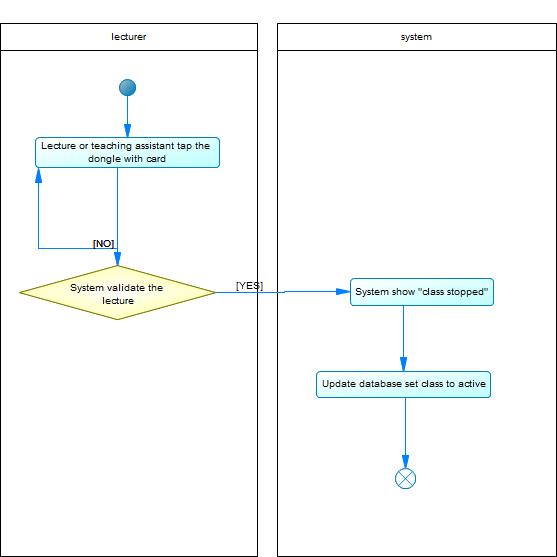 lecturer
system
Lecture or teaching assistant tap the
dongle with card
[NO]
System validate the
lecture
[YES]
System show "class stopped"
Update database set class to active